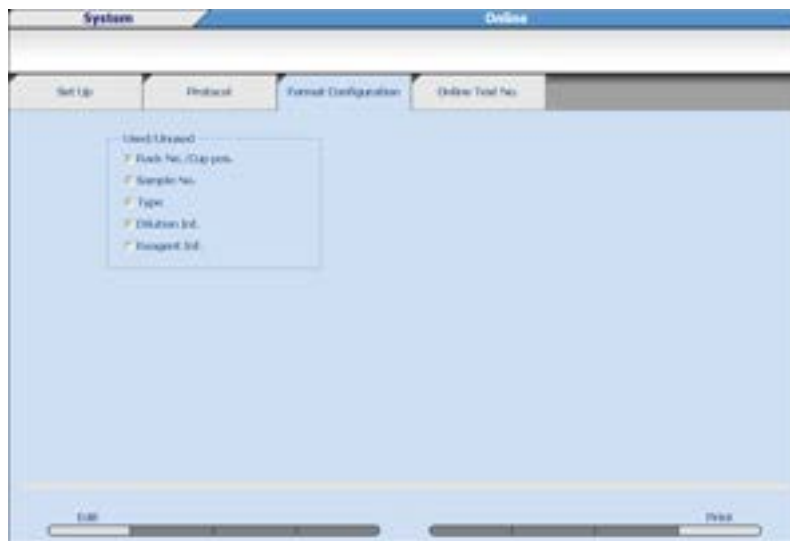 System Online
Set Up Protocol Format Configuration Online Test No.
Used/Unused
Rack No. /Cup pos.
Sample No.
Type
Dilution Inf.
Reagent Inf.
Edit Print